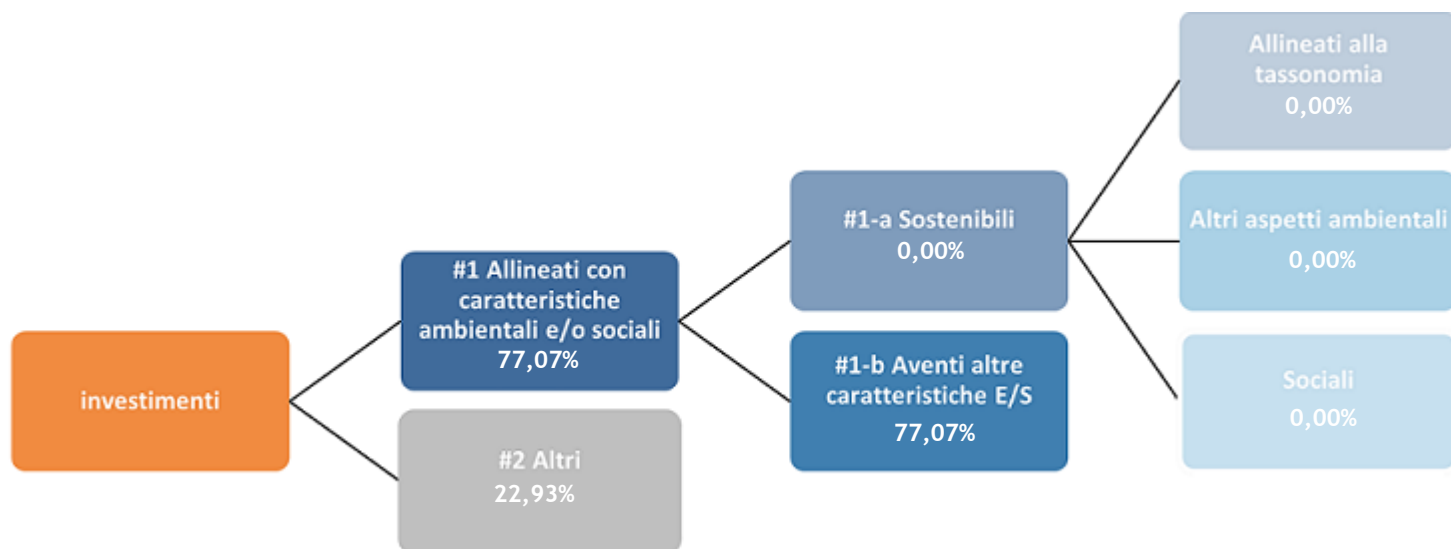 investimenti
#1 Allineati con
caratteristiche
ambientali e/o sociali
77,07%
#2 Altri
22,93%
#1-a Sostenibili
0,00%
#1-b Aventi altre
caratteristiche E/S
77,07%
Allineati alla
tassonomia
0,00%
Altri aspetti ambientali
0,00%
Sociali
0,00%